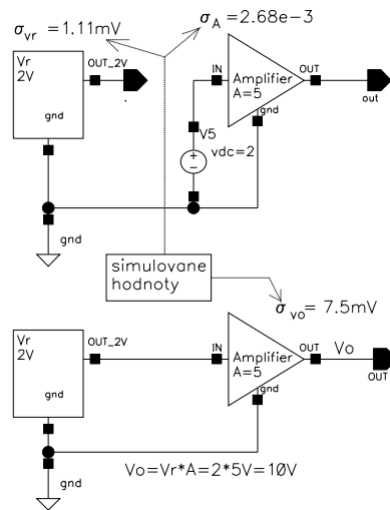 σvr = 1.11mV
σA = 2.68e-3
Vr
2V
OUT_2V
gnd
gnd
IN
Amplifier
A=5
OUT
gnd
out
V5
vdc=2
simulovane
hodnoty
σvo = 7.5mV
Vr
2V
OUT_2V
gnd
gnd
IN
Amplifier
A=5
OUT
gnd
Vo
OUT
Vo=Vr*A=2*5V=10V